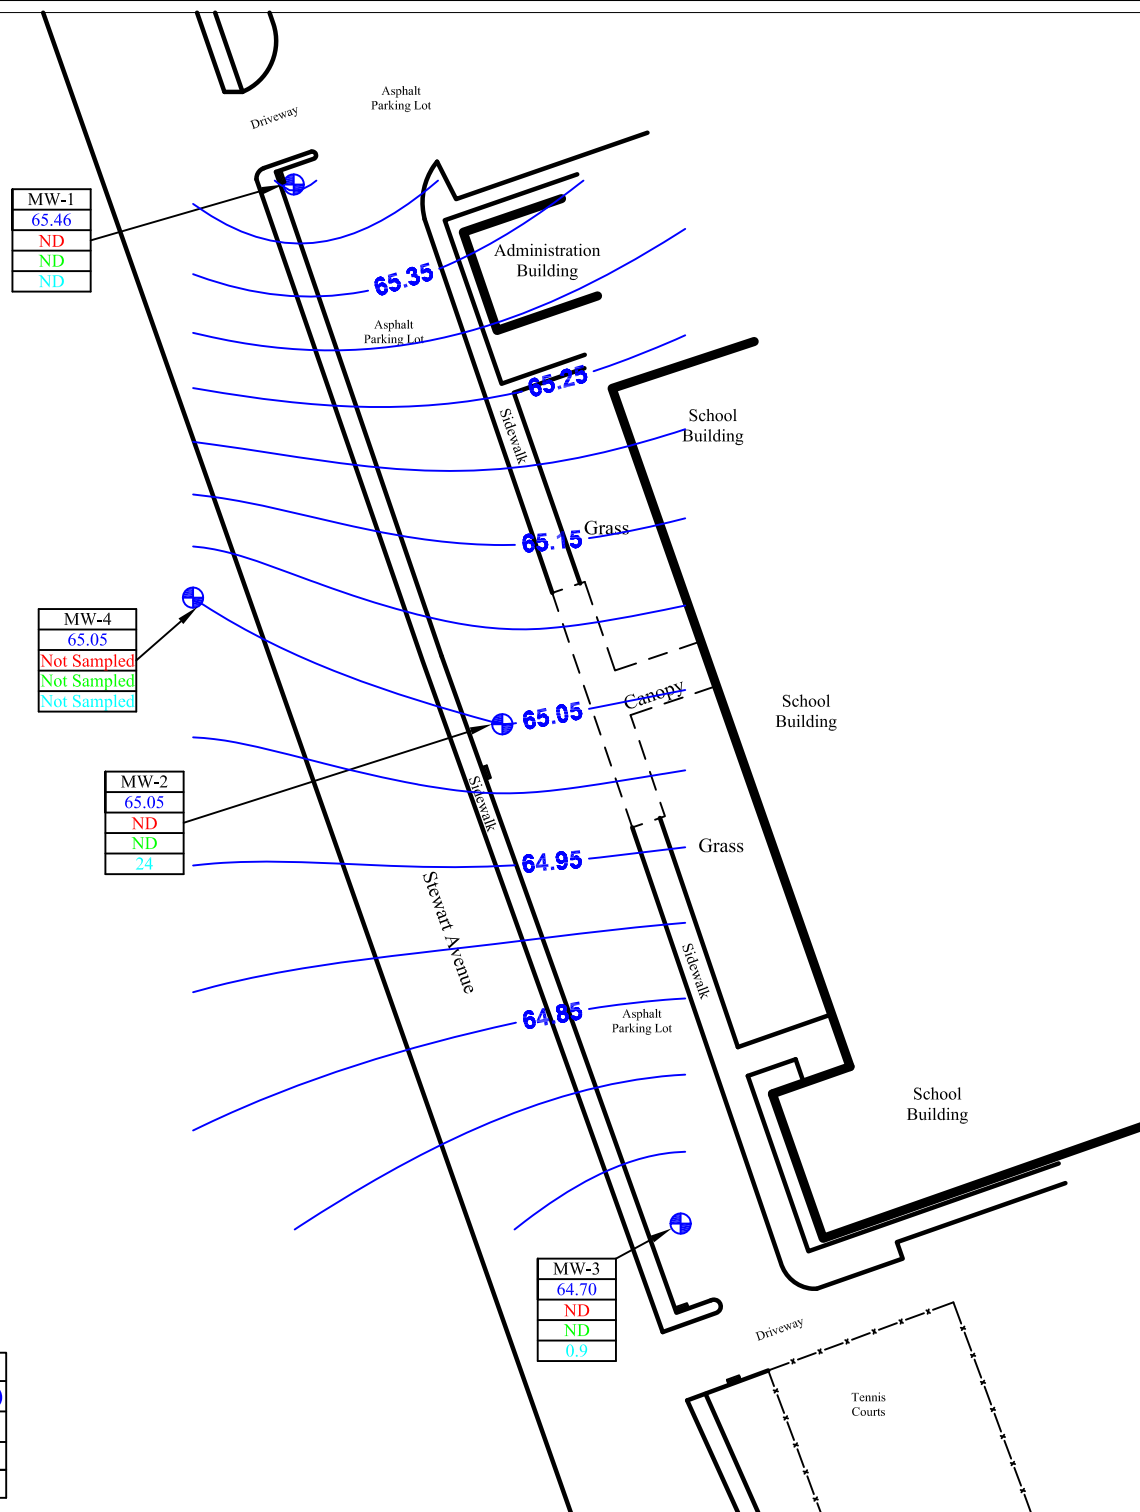 Asphalt
Parking Lot
Driveway
MW-1
65.46
ND
ND
ND
Administration
Building
65.35
Asphalt
Parking Lot
65.25
School
Building
Sidewalk
Grass
65.15
MW-4
65.05
Not Sampled
Not Sampled
Not Sampled
Canopy
65.05
School
Building
MW-2
65.05
ND
ND
24
Sidewalk
Grass
64.95
Stewart Avenue
Sidewalk
64.85
Asphalt
Parking Lot
School
Building
MW-3
64.70
ND
ND
0.9
Driveway
Tennis
Courts